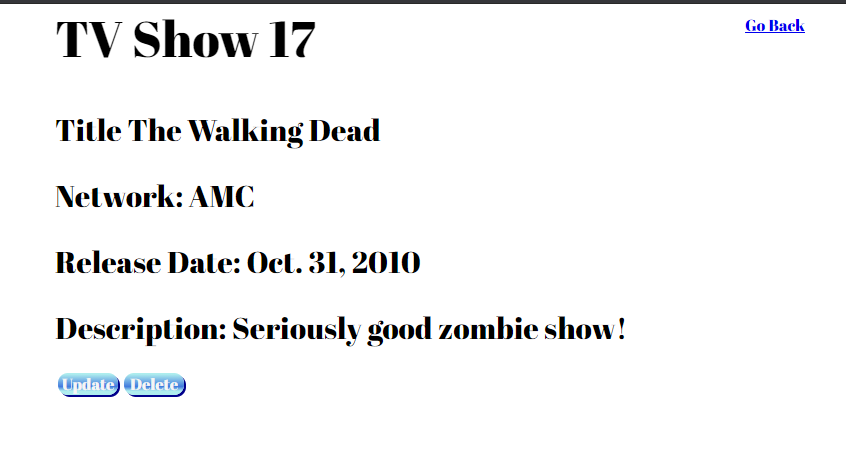 TV Show 17
Go Back
Title The Walking Dead
Network: AMC
Release Date: Oct. 31, 2010
Description: Seriously good zombie show!
Update Delete